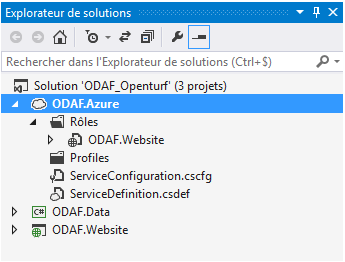 Explorateur de solutions
Rechercher dans l'Explorateur de solutions (Ctrl+$)
Solution 'ODAF_Openturf' (3 projets)
ODAF.Azure
Rôles
ODAF.Website
Profiles
ServiceConfiguration.cscfg
ServiceDefinition.csdef
C# ODAF.Data
ODAF.Website